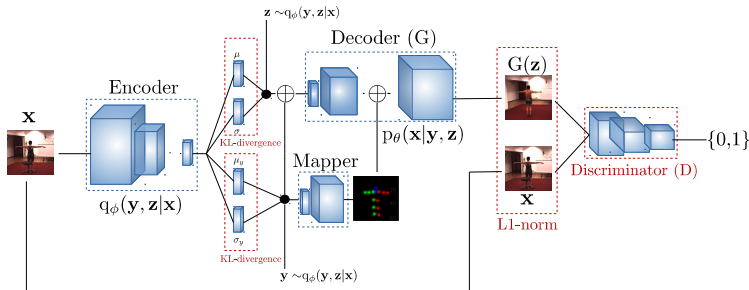 z ∼q_ϕ(y, z|x)
Decoder (G)
μ
G(z)
Encoder
x
σ
p_θ(x|y, z)
{0,1}
KL-divergence
μ_y
Mapper
Discriminator (D)
q_ϕ(y, z|x)
x
σ_y
L1-norm
KL-divergence
y ∼q_ϕ(y, z|x)